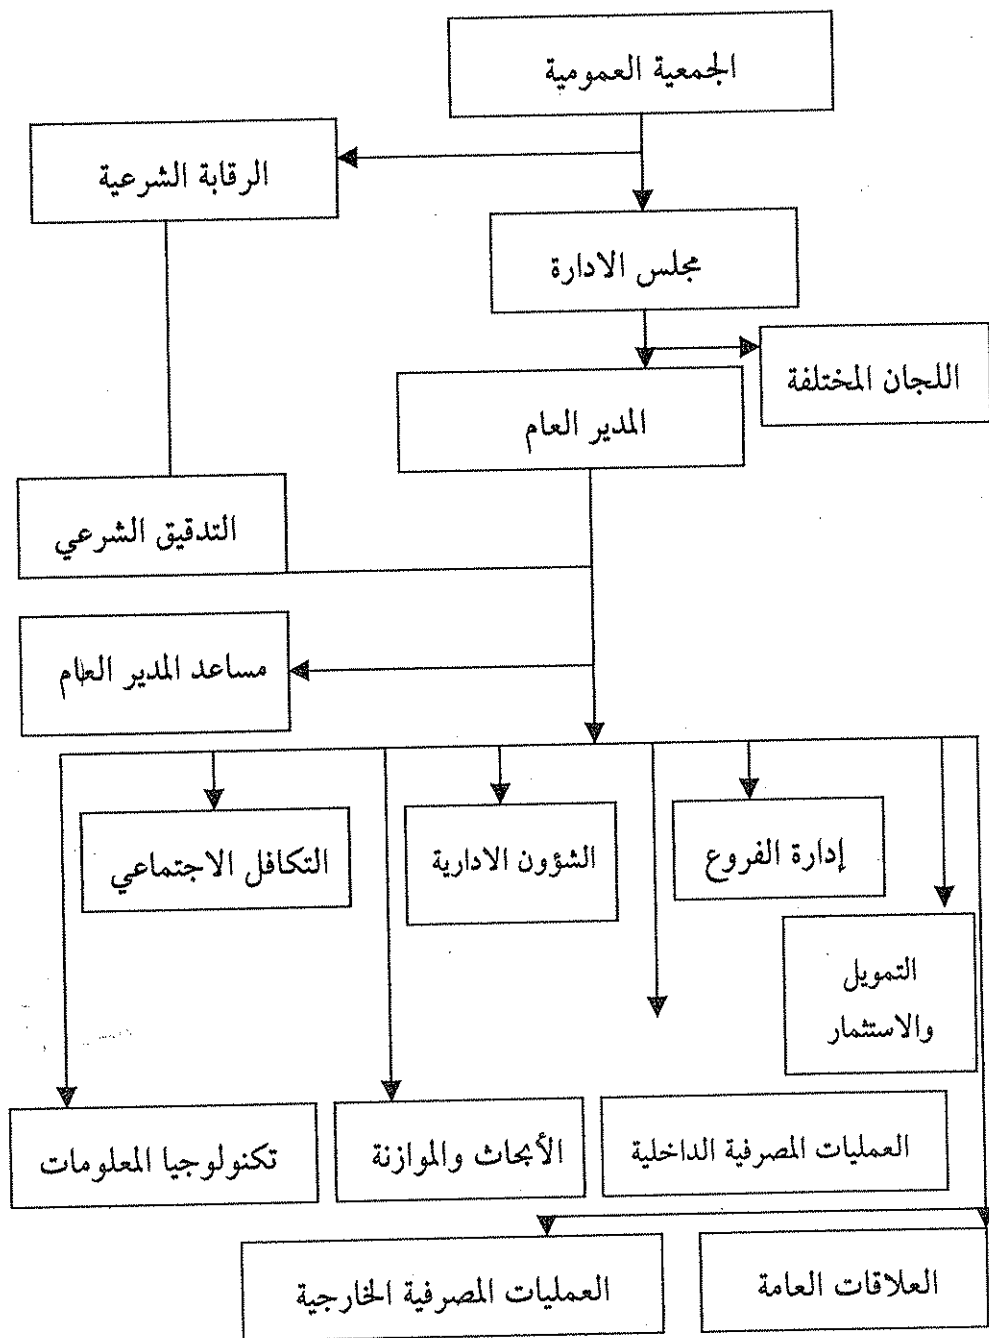 الجمعية العمومية
الرقابة الشرعية
مجلس الادارة
اللجان المختلفة
المدير العام
التدقيق الشرعي
مساعد المدير العام
إدارة الفروع
الشؤون الادارية
التكافل الاجتماعي
التمويل
والاستثمار
العمليات المصرفية الداخلية
الأبحاث والموازنة
تكنولوجيا المعلومات
العلاقات العامة
العمليات المصرفية الخارجية